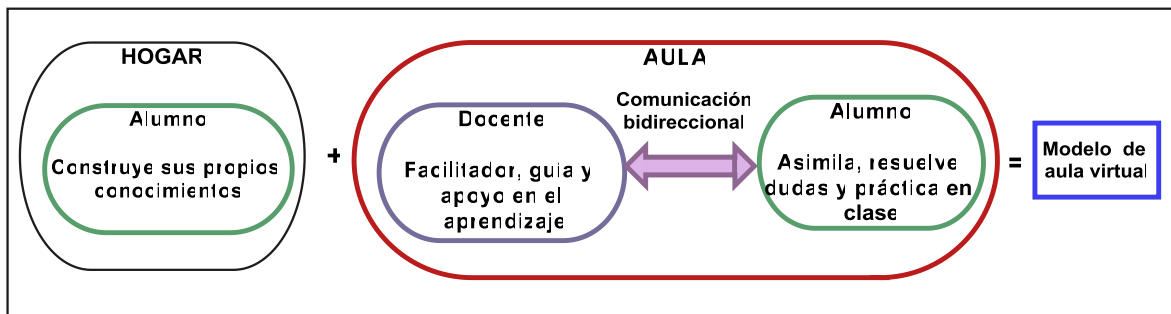 HOGAR
Alumno
Construye sus propios
conocimientos
+
AULA
Docente
Facilitador, guía y
apoyo en el
aprendizaje
Comunicación
bidireccional
Alumno
Asimila, resuelve
dudas y práctica en
clase
=
Modelo de
aula virtual